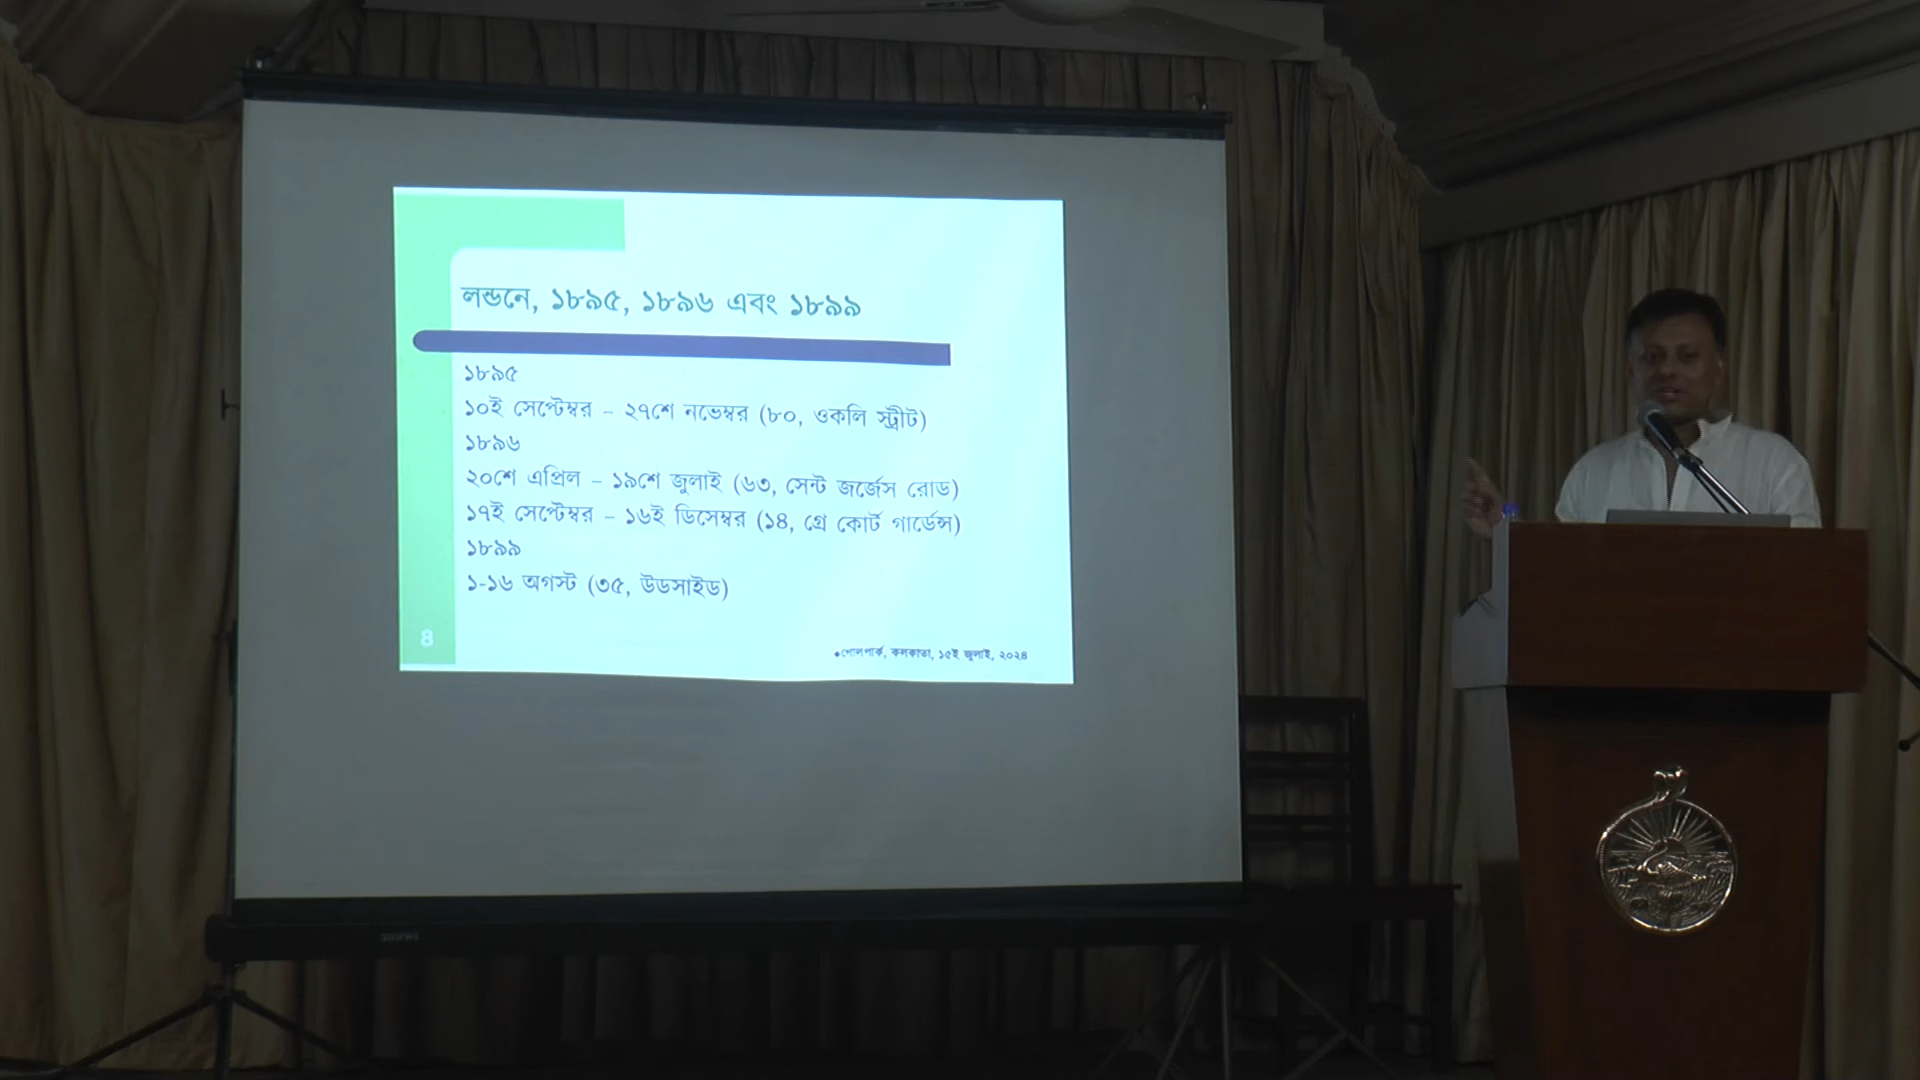 লন্ডনে, ১৮৯৫, ১৮৯৬ এবং ১৮৯৯
১৮৯৫
১০ই সেপ্টেম্বর – ২৭শে নভেম্বর (৮০, ওকলি স্ট্রীট)
১৮৯৬
২০শে এপ্রিল – ১৯শে জুলাই (৬৩, সেন্ট জর্জেস রোড)
১৭ই সেপ্টেম্বর – ১৬ই ডিসেম্বর (১৪, গ্রে কোর্ট গার্ডেন্স)
১৮৯৯
১-১৬ অগস্ট (৩৫, উডসাইড)
8
•গোলপার্ক, কলকাতা, ১৫ই জুলাই, ২০২৪